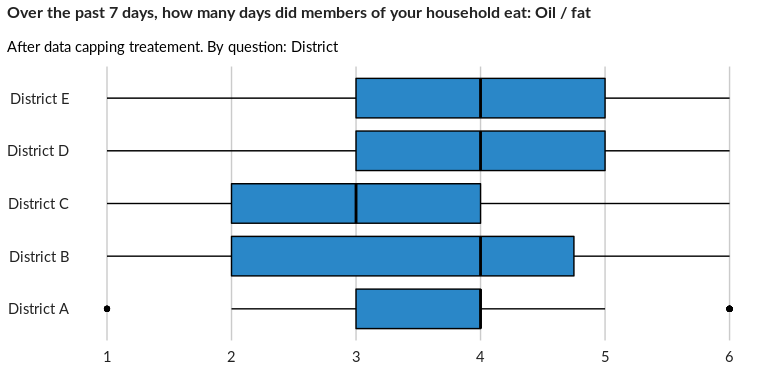 Over the past 7 days, how many days did members of your household eat: Oil / fat
After data capping treatement. By question: District
District E
District D
District C
District B
District A
1 2 3 4 5 6